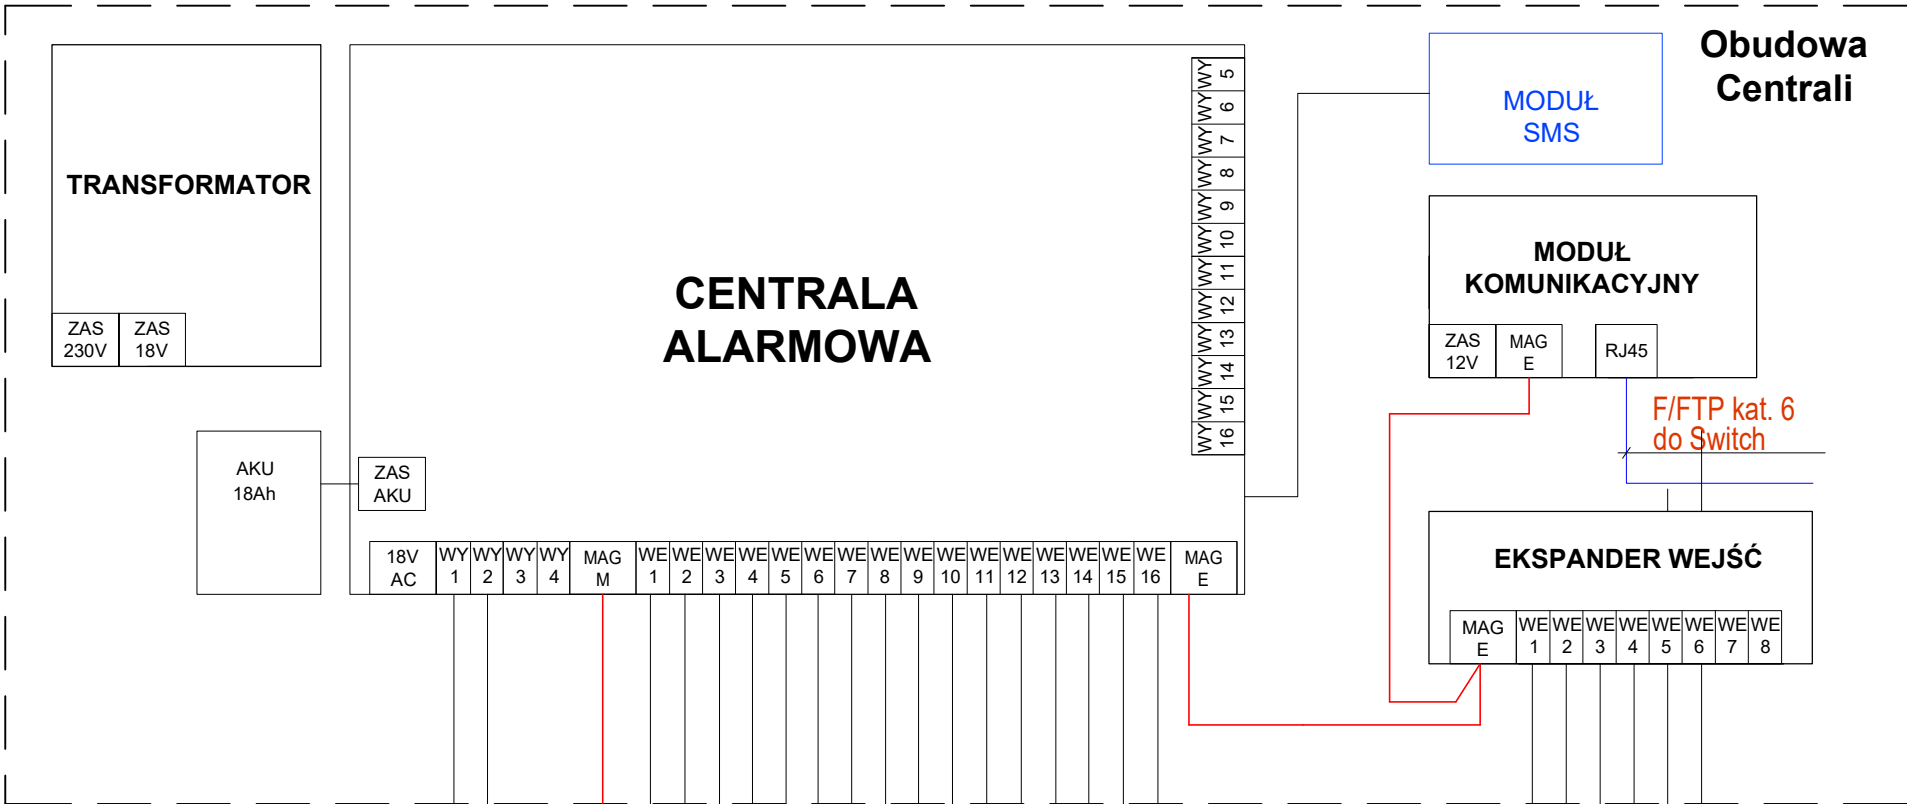 Obudowa
Centrali
TRANSFORMATOR
ZAS
230V
ZAS
18V
AKU
18Ah
CENTRALA
ALARMOWA
ZAS
AKU
WY
5
WY
6
WY
7
WY
8
WY
9
WY
10
WY
11
WY
12
WY
13
WY
14
WY
15
WY
16
18V
AC
WY
1
WY
2
WY
3
WY
4
MAG
M
WE
1
WE
2
WE
3
WE
4
WE
5
WE
6
WE
7
WE
8
WE
9
WE
10
WE
11
WE
12
WE
13
WE
14
WE
15
WE
16
MAG
E
MODUŁ
SMS
MODUŁ
KOMUNIKACYJNY
ZAS
12V
MAG
E
RJ45
F/FTP kat. 6
do Switch
EKSPANDER WEJŚĆ
MAG
E
WE
1
WE
2
WE
3
WE
4
WE
5
WE
6
WE
7
WE
8